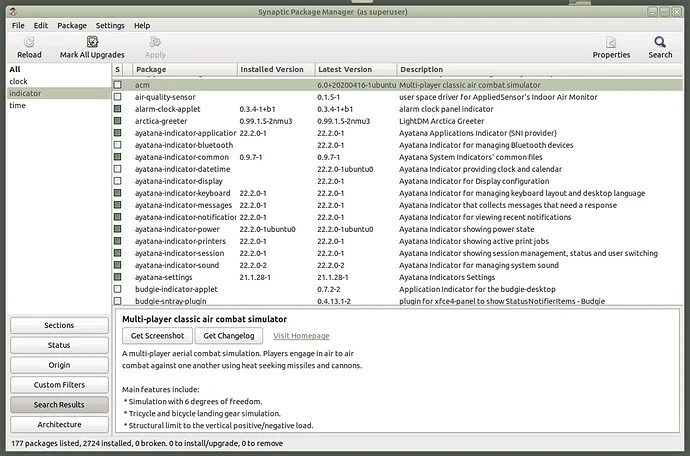 Synaptic Package Manager (as superuser)
File Edit Package Settings Help
Reload Mark All Upgrades Apply Properties Search
All
clock
indicator
time
S Package Installed Version Latest Version Description
acm 6.0+20200416-1ubuntu Multi-player classic air combat simulator
air-quality-sensor 0.1.5-1 user space driver for AppliedSensor's Indoor Air Monitor
alarm-clock-applet 0.3.4-1+b1 0.3.4-1+b1 alarm clock panel indicator
arctica-greeter 0.99.1.5-2nmu3 0.99.1.5-2nmu3 LightDM Arctica Greeter
ayatana-indicator-application 22.2.0-1 22.2.0-1 Ayatana Applications Indicator (SNI provider)
ayatana-indicator-bluetooth 22.2.0-1 Ayatana Indicator for managing Bluetooth devices
ayatana-indicator-common 0.9.7-1 0.9.7-1 Ayatana System Indicators' common files
ayatana-indicator-datetime 22.2.0-1ubuntu0 Ayatana Indicator providing clock and calendar
ayatana-indicator-display 22.2.0-1 Ayatana Indicator for Display configuration
ayatana-indicator-keyboard 22.2.0-1 22.2.0-1 Ayatana Indicator for managing keyboard layout and desktop language
ayatana-indicator-messages 22.2.0-1 22.2.0-1 Ayatana Indicator that collects messages that need a response
ayatana-indicator-notification 22.2.0-1 22.2.0-1 Ayatana Indicator for viewing recent notifications
ayatana-indicator-power 22.2.0-1ubuntu0 22.2.0-1ubuntu0 Ayatana Indicator showing power state
ayatana-indicator-printers 22.2.0-1 22.2.0-1 Ayatana Indicator showing active print jobs
ayatana-indicator-session 22.2.0-1 22.2.0-1 Ayatana Indicator showing session management, status and user switching
ayatana-indicator-sound 22.2.0-2 22.2.0-2 Ayatana Indicator for managing system sound
ayatana-settings 21.1.28-1 21.1.28-1 Ayatana Indicators Settings
budgie-indicator-applet 0.7.2-2 Application Indicator for the budgie-desktop
budgie-sntray-plugin 0.4.13.1-2 plugin for xfce4-panel to show StatusNotifierItems - Budgie
Sections
Status
Origin
Custom Filters
Search Results
Architecture
Multi-player classic air combat simulator
Get Screenshot Get Changelog Visit Homepage
A multi-player aerial combat simulation. Players engage in air to air
combat against one another using heat seeking missiles and cannons.
Main features include:
* Simulation with 6 degrees of freedom.
* Tricycle and bicycle landing gear simulation.
* Structural limit to the vertical positive/negative load.
177 packages listed, 2724 installed, 0 broken. 0 to install/upgrade, 0 to remove